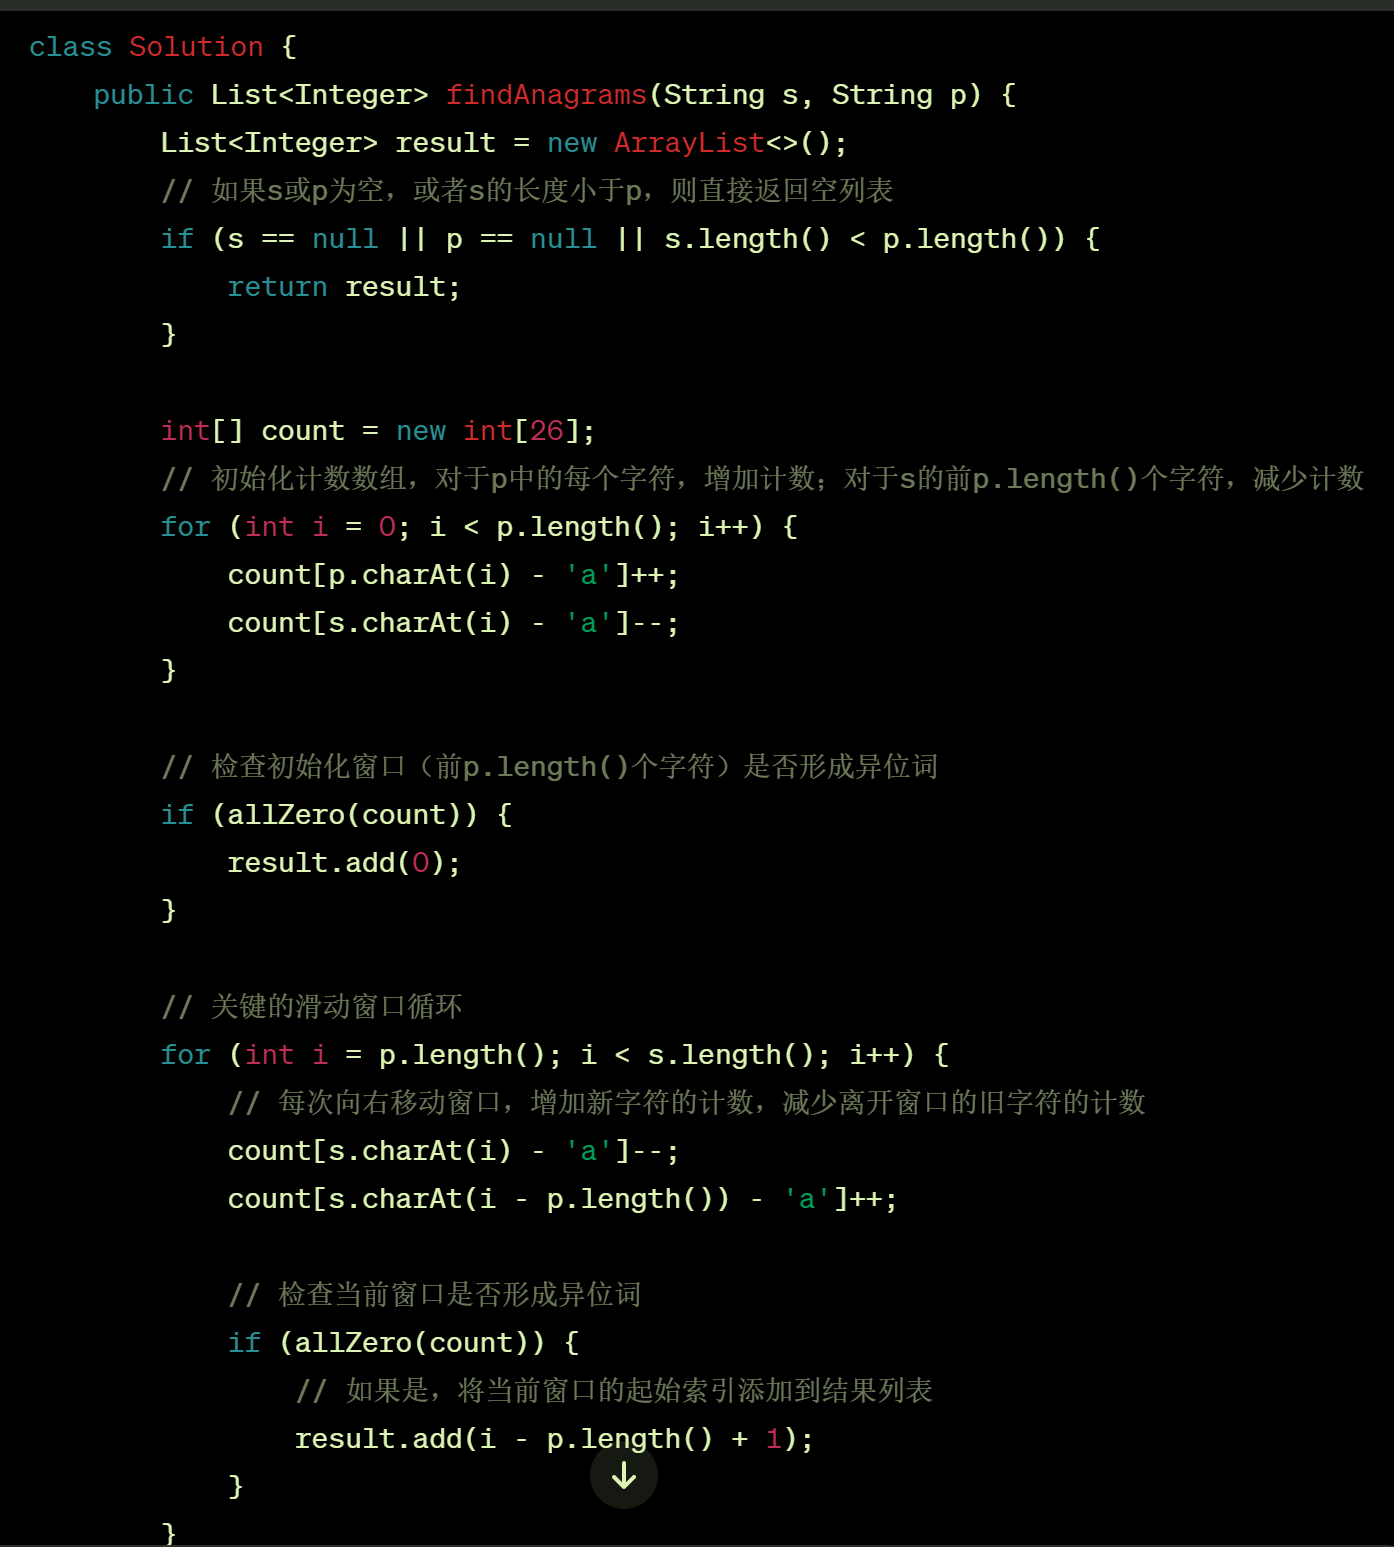 class Solution {
    public List<Integer> findAnagrams(String s, String p) {
        List<Integer> result = new ArrayList<>();
        // 如果s或p为空，或者s的长度小于p，则直接返回空列表
        if (s == null || p == null || s.length() < p.length()) {
            return result;
        }

        int[] count = new int[26];
        // 初始化计数数组，对于p中的每个字符，增加计数；对于s的前p.length()个字符，减少计数
        for (int i = 0; i < p.length(); i++) {
            count[p.charAt(i) - 'a']++;
            count[s.charAt(i) - 'a']--;
        }

        // 检查初始化窗口（前p.length()个字符）是否形成异位词
        if (allZero(count)) {
            result.add(0);
        }

        // 关键的滑动窗口循环
        for (int i = p.length(); i < s.length(); i++) {
            // 每次向右移动窗口，增加新字符的计数，减少离开窗口的旧字符的计数
            count[s.charAt(i) - 'a']--;
            count[s.charAt(i - p.length()) - 'a']++;

            // 检查当前窗口是否形成异位词
            if (allZero(count)) {
                // 如果是，将当前窗口的起始索引添加到结果列表
                result.add(i - p.length() + 1);
            }
        }